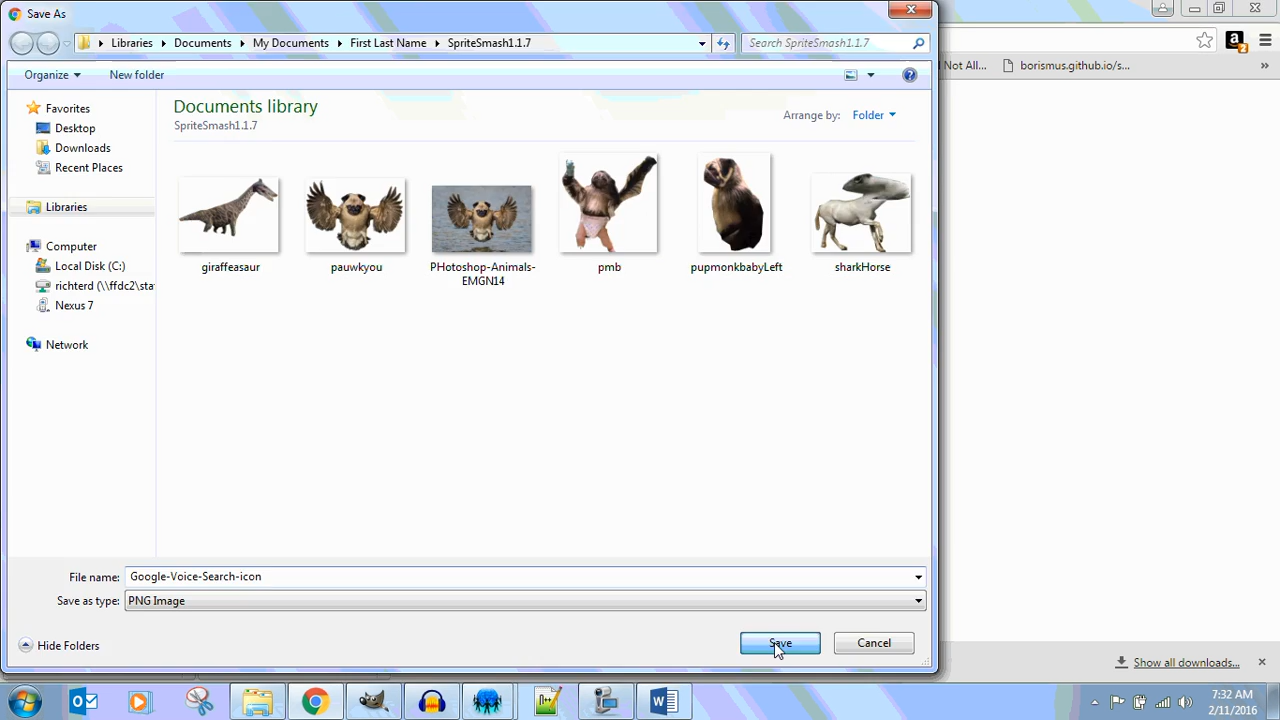 Save As
Libraries Documents My Documents First Last Name SpriteSmash1.1.7
Search SpriteSmash1.1.7
Organize New folder
Not All... borismus.github.io/s... »
Favorites
Desktop
Downloads
Recent Places
Libraries
Computer
Local Disk (C:)
richterd (\\ffdc2\sta
Nexus 7
Network
Documents library
SpriteSmash1.1.7
Arrange by: Folder
giraffeasaur
pauwkyou
PHotoshop-Animals-
EMGN14
pmb
pupmonkbabyLeft
sharkHorse
File name: Google-Voice-Search-icon
Save as type: PNG Image
Hide Folders
Save Cancel
Show all downloads...
7:32 AM
2/11/2016